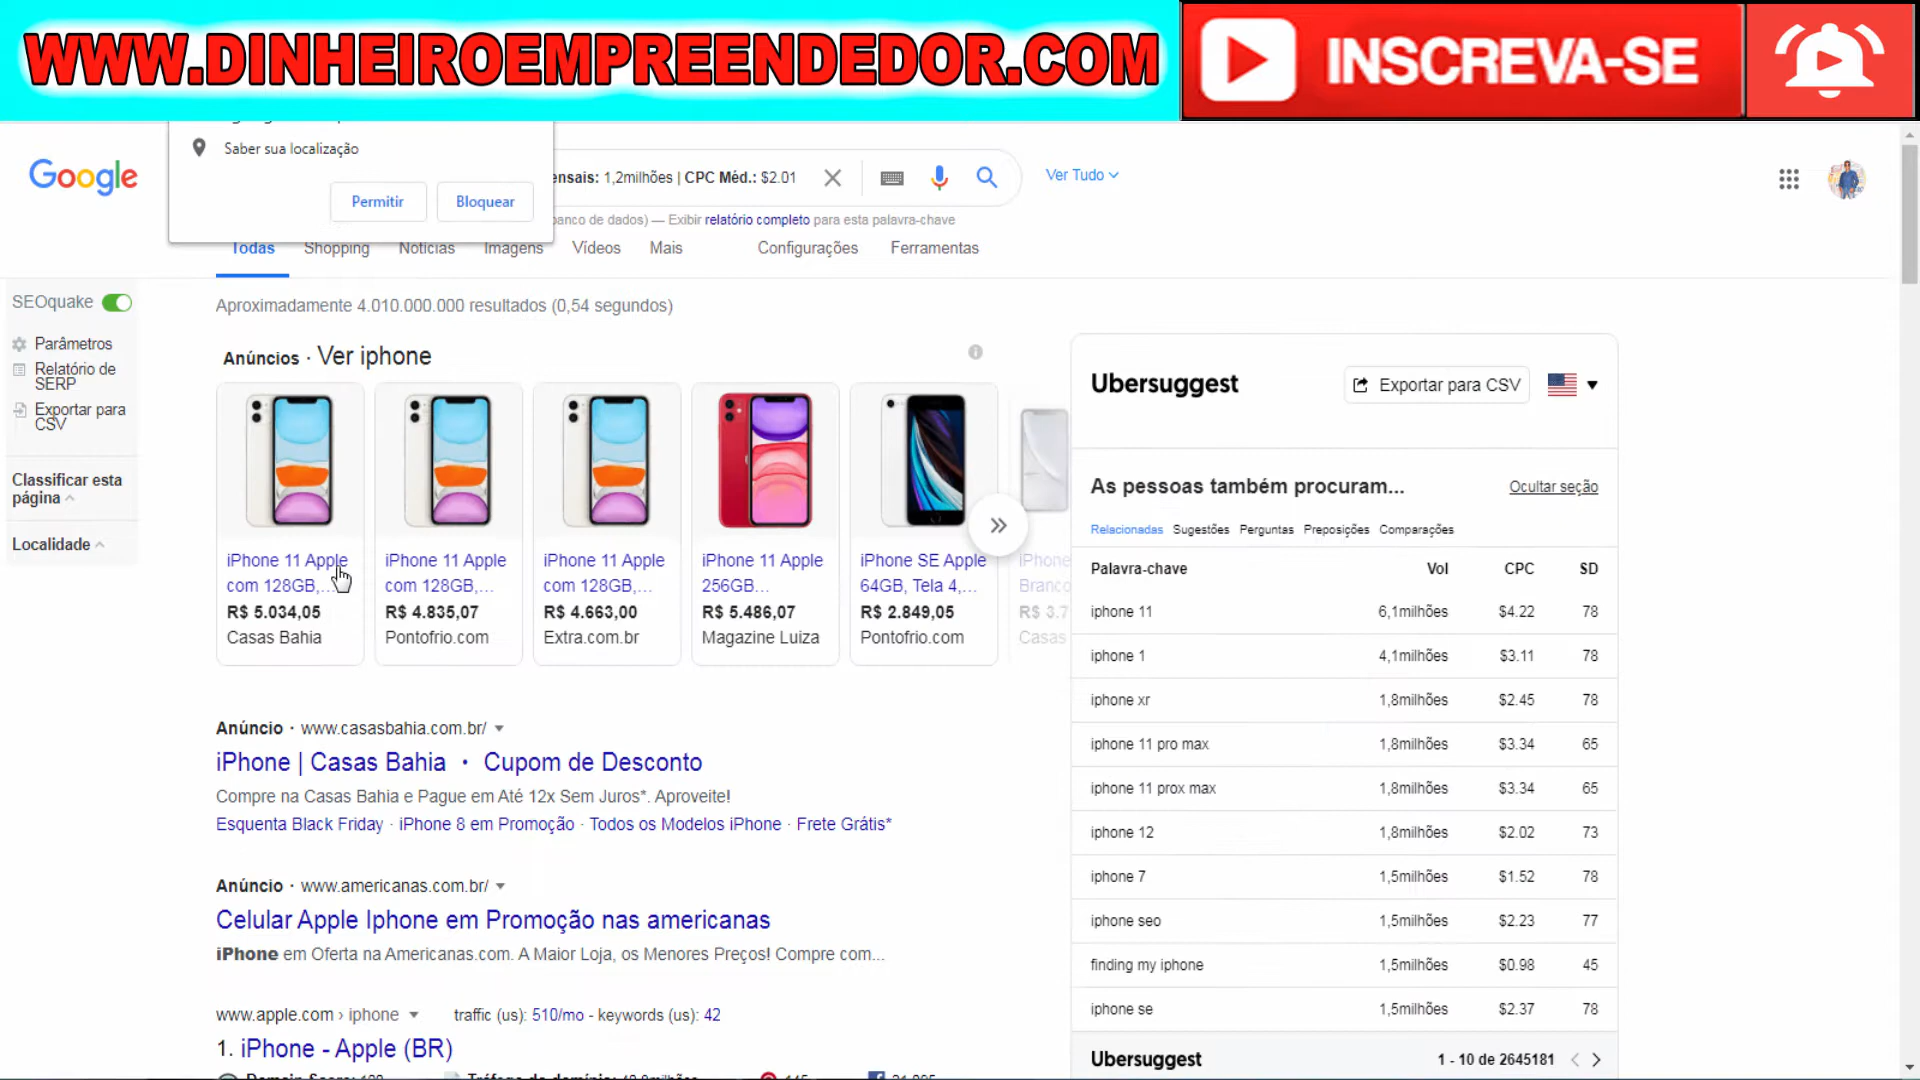 WWW.DINHEIROEMPREENDEDOR.COM
INSCREVA-SE
Google
Saber sua localização
Permitir
Bloquear
ensais: 1,2milhões | CPC Méd.: $2.01
Ver Tudo
banco de dados) — Exibir relatório completo para esta palavra-chave
Todas
Shopping
Notícias
Imagens
Vídeos
Mais
Configurações
Ferramentas
SEOquake
Parâmetros
Relatório de
SERP
Exportar para
CSV
Classificar esta
página
Localidade
Aproximadamente 4.010.000.000 resultados (0,54 segundos)
Anúncios · Ver iphone
iPhone 11 Apple
com 128GB,...
R$ 5.034,05
Casas Bahia
iPhone 11 Apple
com 128GB,...
R$ 4.835,07
Pontofrio.com
iPhone 11 Apple
com 128GB,...
R$ 4.663,00
Extra.com.br
iPhone 11 Apple
256GB...
R$ 5.486,07
Magazine Luiza
iPhone SE Apple
64GB, Tela 4,...
R$ 2.849,05
Pontofrio.com
iPhone
Branco
R$ 3.7
Casas
Anúncio · www.casasbahia.com.br/
iPhone | Casas Bahia · Cupom de Desconto
Compre na Casas Bahia e Pague em Até 12x Sem Juros*. Aproveite!
Esquenta Black Friday · iPhone 8 em Promoção · Todos os Modelos iPhone · Frete Grátis*
Anúncio · www.americanas.com.br/
Celular Apple Iphone em Promoção nas americanas
iPhone em Oferta na Americanas.com. A Maior Loja, os Menores Preços! Compre com...
www.apple.com › iphone traffic (us): 510/mo - keywords (us): 42
1. iPhone - Apple (BR)
Ubersuggest
Exportar para CSV
As pessoas também procuram...
Ocultar seção
Relacionadas Sugestões Perguntas Preposições Comparações
Palavra-chave Vol CPC SD
iphone 11 6,1milhões $4.22 78
iphone 1 4,1milhões $3.11 78
iphone xr 1,8milhões $2.45 78
iphone 11 pro max 1,8milhões $3.34 65
iphone 11 prox max 1,8milhões $3.34 65
iphone 12 1,8milhões $2.02 73
iphone 7 1,5milhões $1.52 78
iphone seo 1,5milhões $2.23 77
finding my iphone 1,5milhões $0.98 45
iphone se 1,5milhões $2.37 78
Ubersuggest 1 - 10 de 2645181